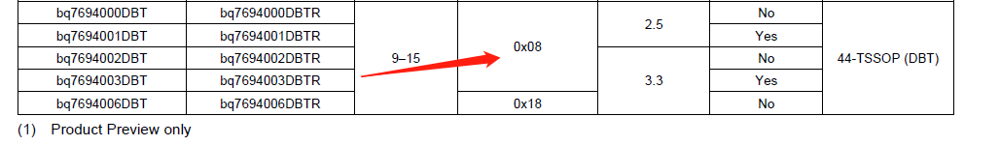 bq7694000DBT bq7694000DBTR 9–15 0x08 2.5 No 44-TSSOP (DBT)
bq7694001DBT bq7694001DBTR Yes
bq7694002DBT bq7694002DBTR 3.3 No
bq7694003DBT bq7694003DBTR Yes
bq7694006DBT bq7694006DBTR 0x18 No
(1) Product Preview only